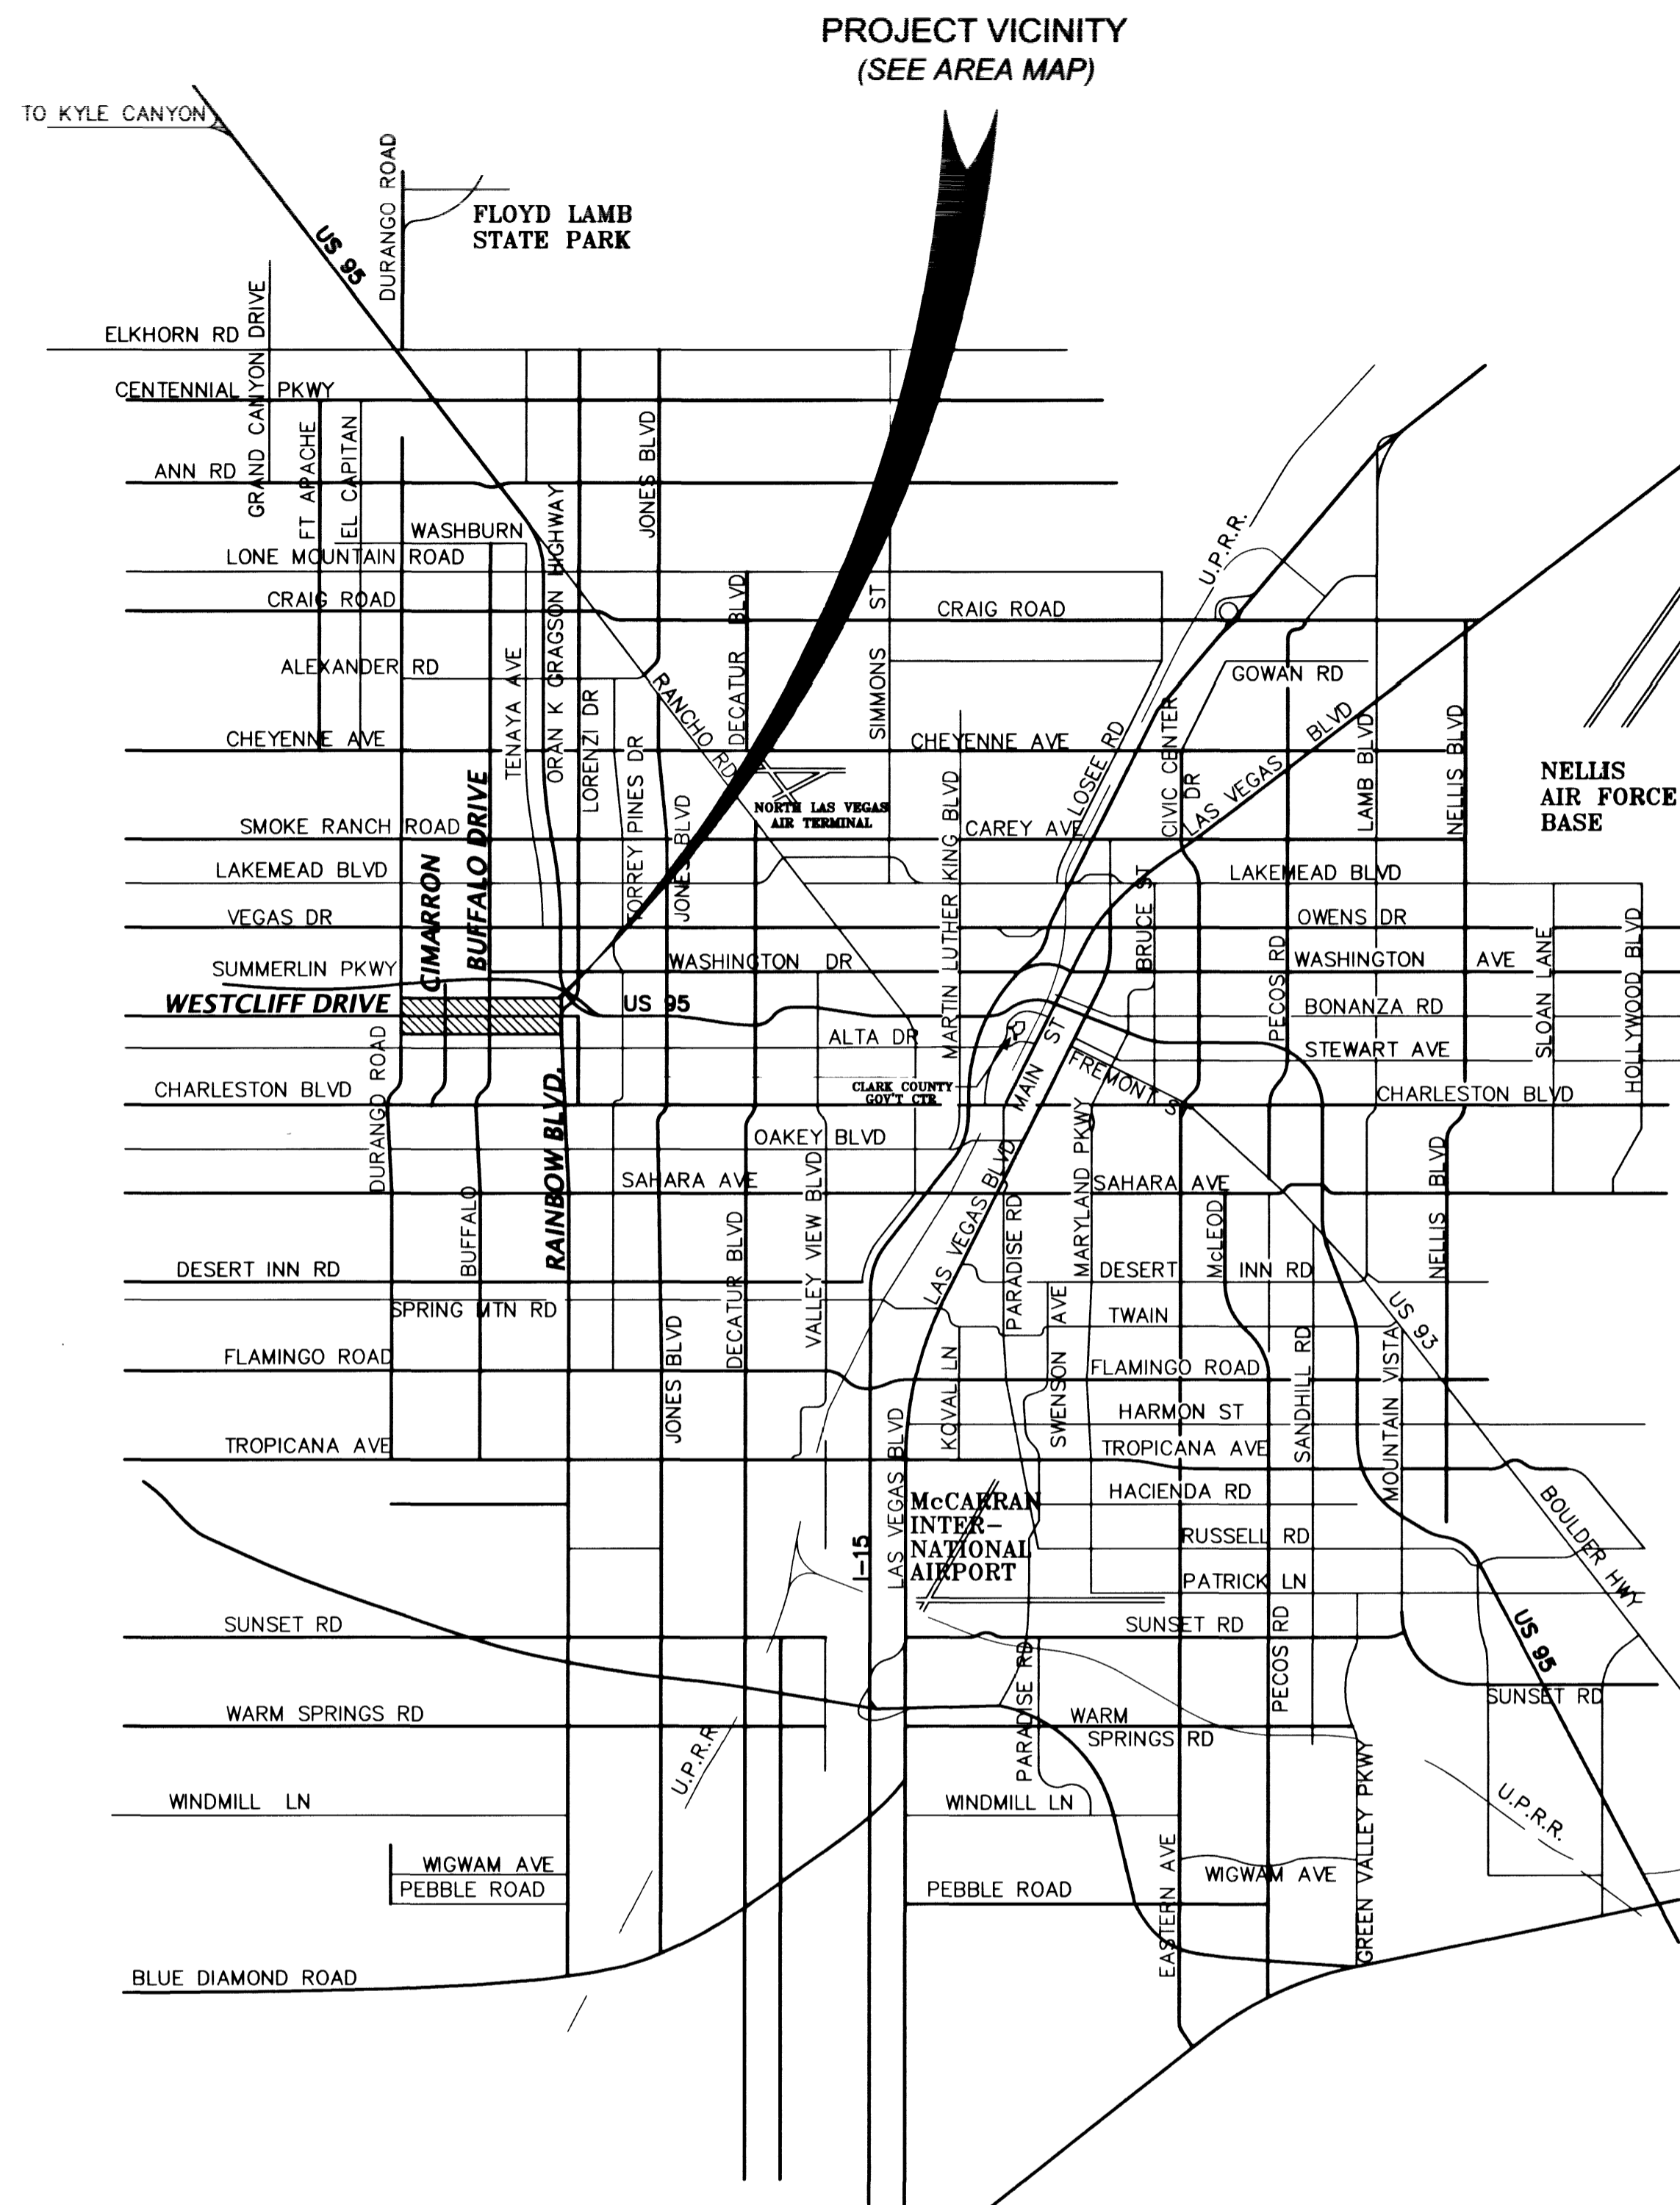 PROJECT VICINITY
(SEE AREA MAP)
TO KYLE CANYON
US 95
DURANGO ROAD
FLOYD LAMB
STATE PARK
ELKHORN RD
GRAND CANYON DRIVE
CENTENNIAL PKWY
FT APACHE
EL CAPITAN
JONES BLVD
ANN RD
WASHBURN
ORAN K GRAGSON HIGHWAY
LONE MOUNTAIN ROAD
U.P.R.R.
CRAIG ROAD
DECATUR BLVD
SIMMONS ST
CRAIG ROAD
ALEXANDER RD
TENAYA AVE
LORENZI DR
RANCHO RD
GOWAN RD
CHEYENNE AVE
TORREY PINES DR
CHEYENNE AVE
LOSEE RD
CIVIC CENTER DR
LAS VEGAS BLVD
LAMB BLVD
NELLIS BLVD
NELLIS
AIR FORCE
BASE
BUFFALO DRIVE
JONES BLVD
NORTH LAS VEGAS
AIR TERMINAL
SMOKE RANCH ROAD
MARTIN LUTHER KING BLVD
CAREY AVE
LAKEMEAD BLVD
CIMARRON
BRUCE ST
LAKEMEAD BLVD
VEGAS DR
OWENS DR
SUMMERLIN PKWY
WASHINGTON DR
PECOS RD
WASHINGTON AVE
SLOAN LANE
HOLLYWOOD BLVD
WESTCLIFF DRIVE
US 95
BONANZA RD
ALTA DR
MAIN ST
STEWART AVE
FREMONT ST
CLARK COUNTY
GOV'T CTR
DURANGO ROAD
CHARLESTON BLVD
RAINBOW BLVD.
CHARLESTON BLVD
OAKEY BLVD
SAHARA AVE
VALLEY VIEW BLVD
LAS VEGAS BLVD
PARADISE RD
MARYLAND PKWY
SAHARA AVE
McLEOD
NELLIS BLVD
BUFFALO
DECATUR BLVD
DESERT INN RD
DESERT INN RD
SPRING MTN RD
SWENSON AVE
TWAIN
US 93
JONES BLVD
FLAMINGO ROAD
KOVAL LN
FLAMINGO ROAD
SANDHILL RD
MOUNTAIN VISTA
HARMON ST
TROPICANA AVE
LAS VEGAS BLVD
TROPICANA AVE
McCARRAN
INTER-
NATIONAL
AIRPORT
HACIENDA RD
BOULDER HWY
I-15
RUSSELL RD
PATRICK LN
SUNSET RD
SUNSET RD
PECOS RD
US 95
PARADISE RD
SUNSET RD
WARM SPRINGS RD
WARM
SPRINGS RD
U.P.R.R.
GREEN VALLEY PKWY
WINDMILL LN
WINDMILL LN
U.P.R.R.
WIGWAM AVE
EASTERN AVE
WIGWAM AVE
PEBBLE ROAD
PEBBLE ROAD
BLUE DIAMOND ROAD